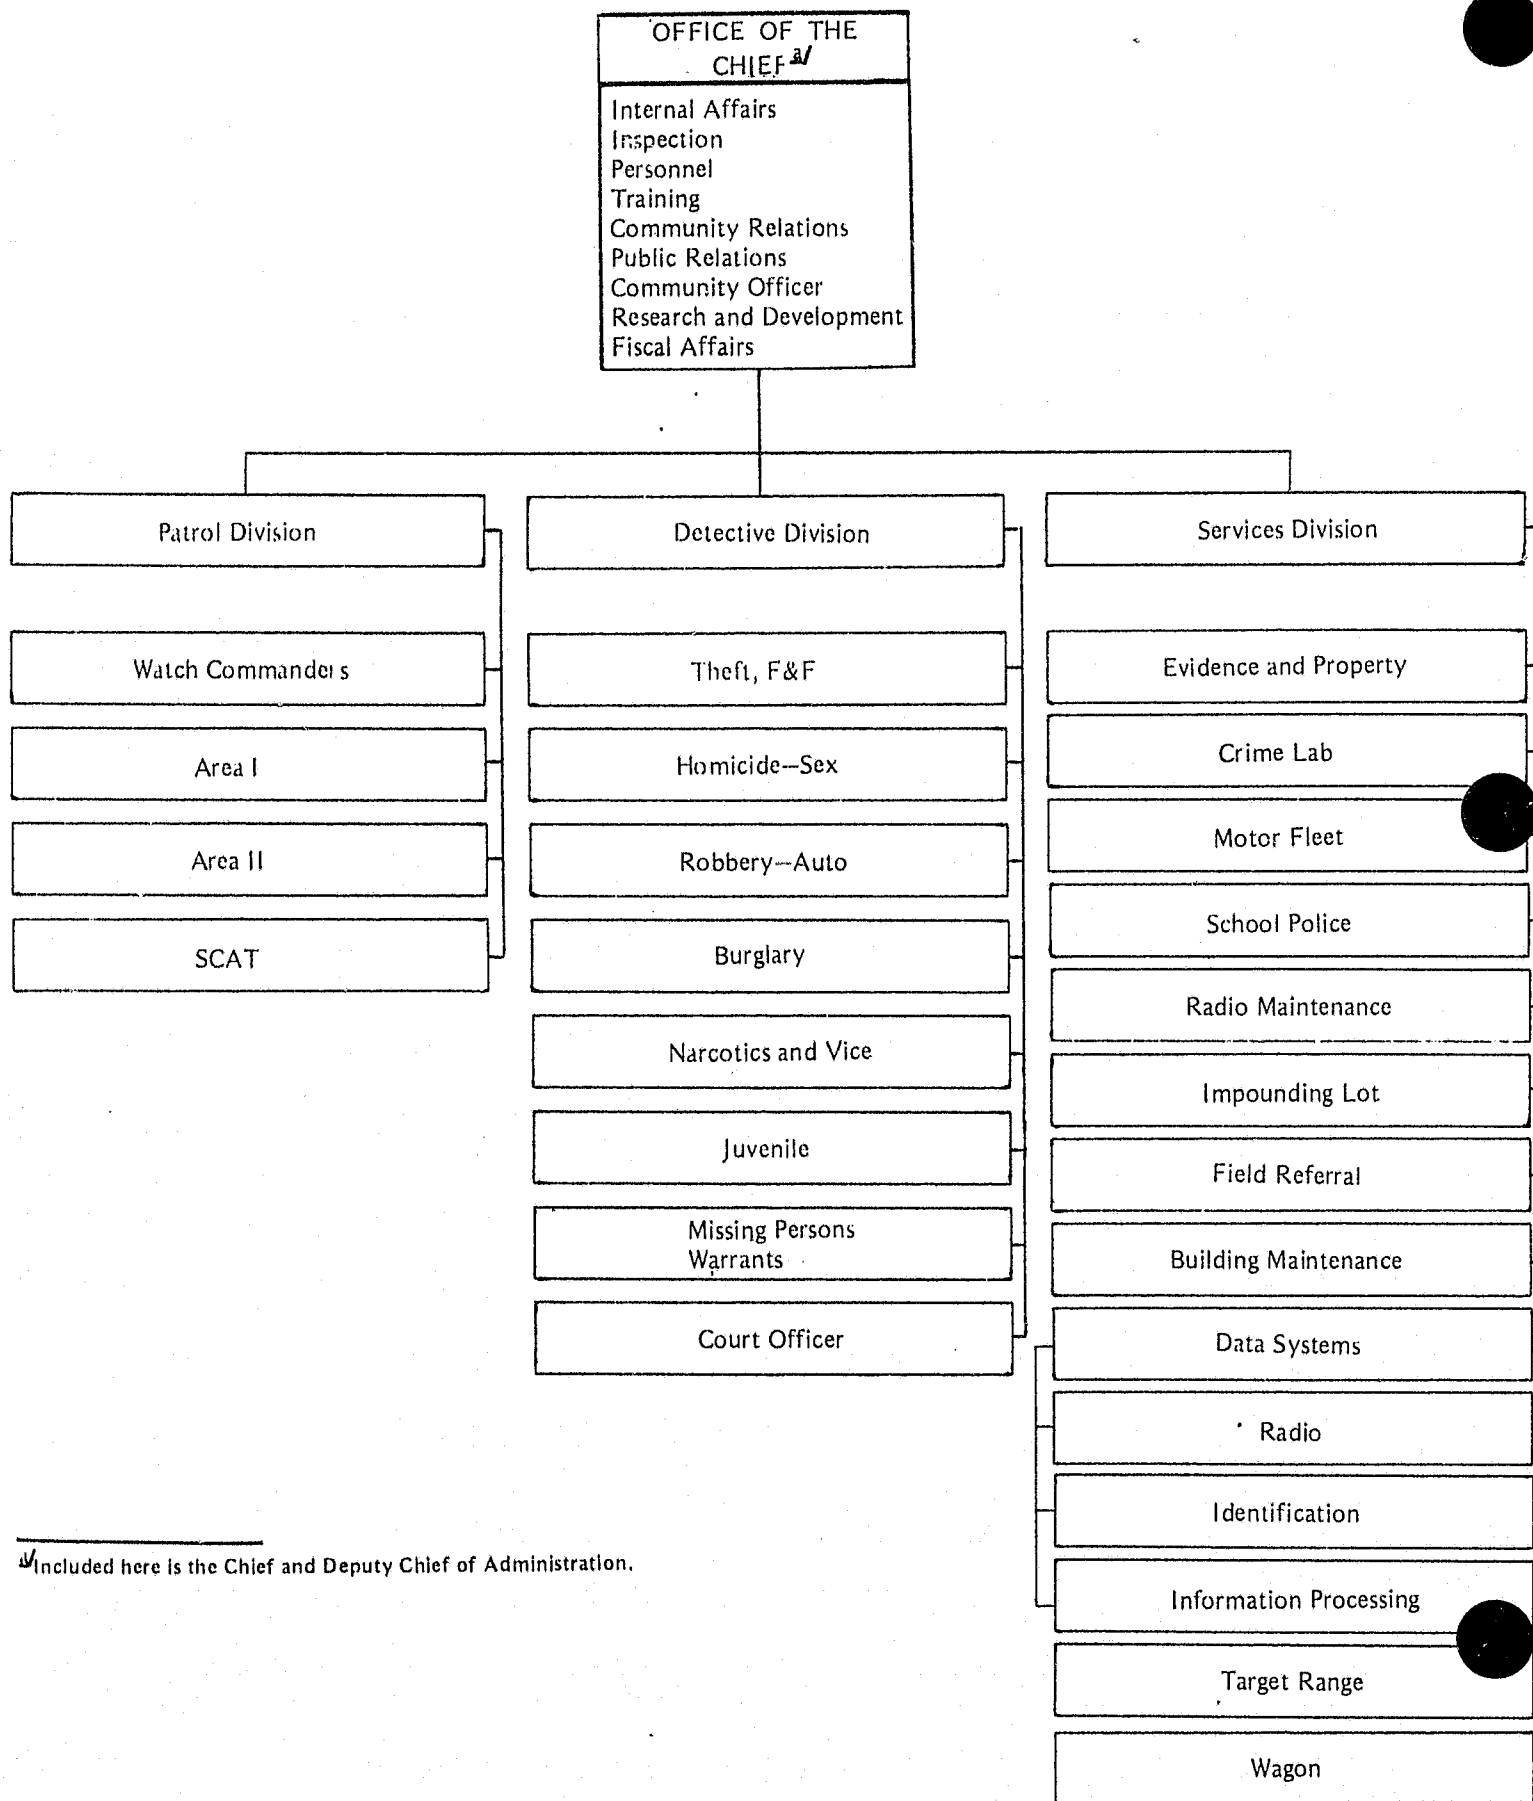 OFFICE OF THE
CHIEF a/
Internal Affairs
Inspection
Personnel
Training
Community Relations
Public Relations
Community Officer
Research and Development
Fiscal Affairs
Patrol Division
Watch Commanders
Area I
Area II
SCAT
Detective Division
Theft, F&F
Homicide—Sex
Robbery—Auto
Burglary
Narcotics and Vice
Juvenile
Missing Persons
Warrants
Court Officer
Services Division
Evidence and Property
Crime Lab
Motor Fleet
School Police
Radio Maintenance
Impounding Lot
Field Referral
Building Maintenance
Data Systems
Radio
Identification
Information Processing
Target Range
Wagon
a/Included here is the Chief and Deputy Chief of Administration.